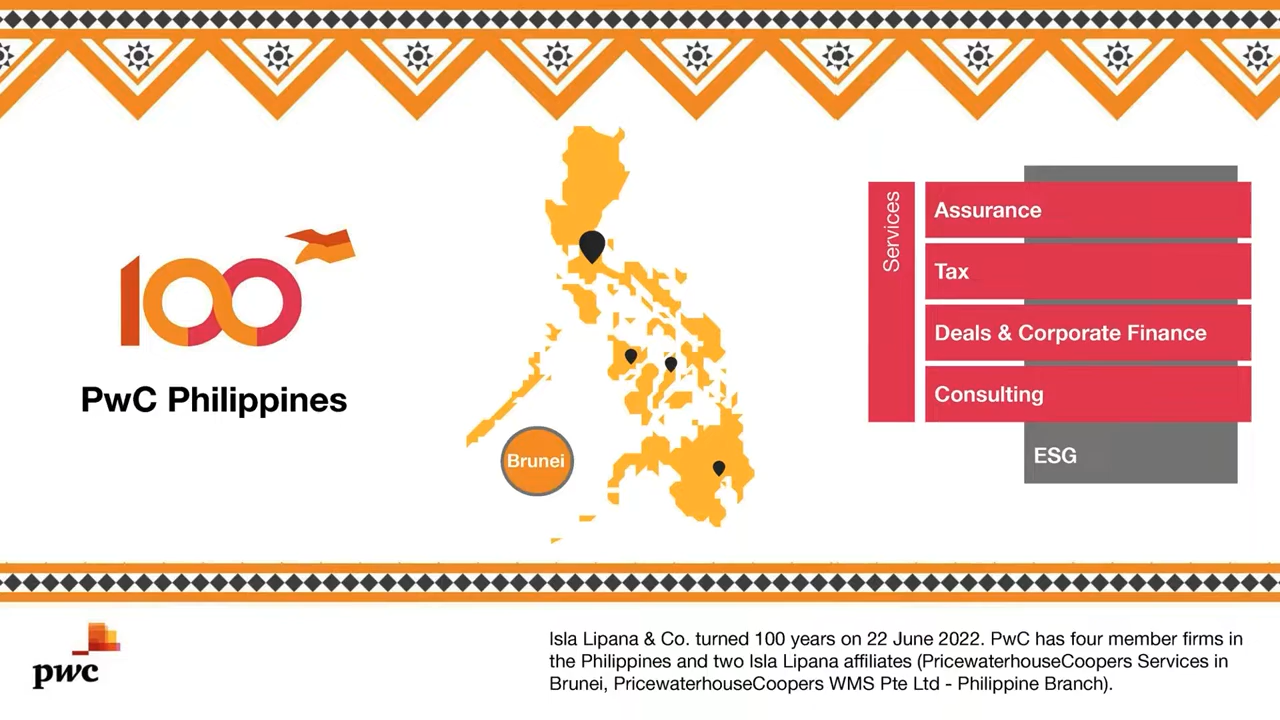 100
PwC Philippines
Brunei
Services
Assurance
Tax
Deals & Corporate Finance
Consulting
ESG
pwc
Isla Lipana & Co. turned 100 years on 22 June 2022. PwC has four member firms in
the Philippines and two Isla Lipana affiliates (PricewaterhouseCoopers Services in
Brunei, PricewaterhouseCoopers WMS Pte Ltd - Philippine Branch).